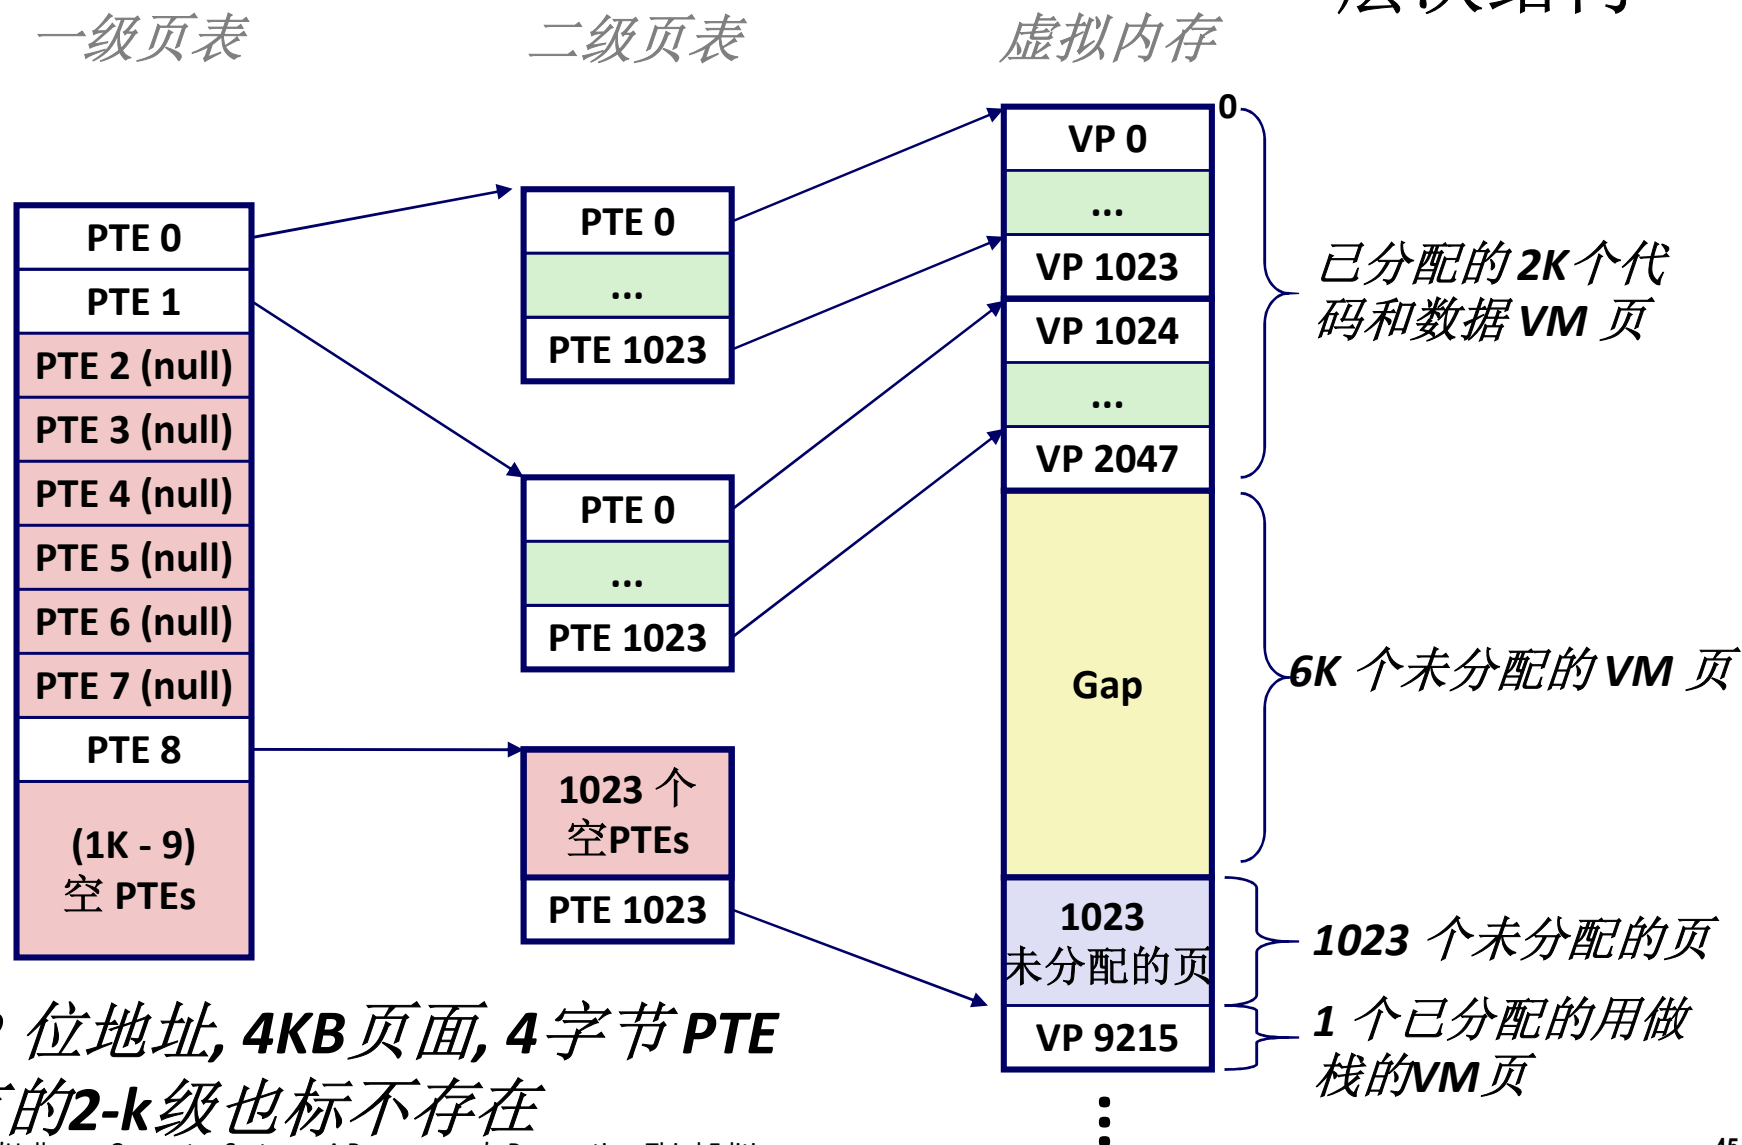 一级页表
二级页表
虚拟内存
PTE 0
PTE 1
PTE 2 (null)
PTE 3 (null)
PTE 4 (null)
PTE 5 (null)
PTE 6 (null)
PTE 7 (null)
PTE 8
(1K - 9)
空 PTEs
PTE 0
...
PTE 1023
PTE 0
...
PTE 1023
1023 个
空PTEs
PTE 1023
0
VP 0
...
VP 1023
VP 1024
...
VP 2047
Gap
1023
未分配的页
VP 9215
已分配的 2K个代
码和数据 VM 页
6K 个未分配的 VM 页
1023 个未分配的页
1 个已分配的用做
栈的VM页
位地址, 4KB页面, 4字节 PTE
的2-k级也标不存在